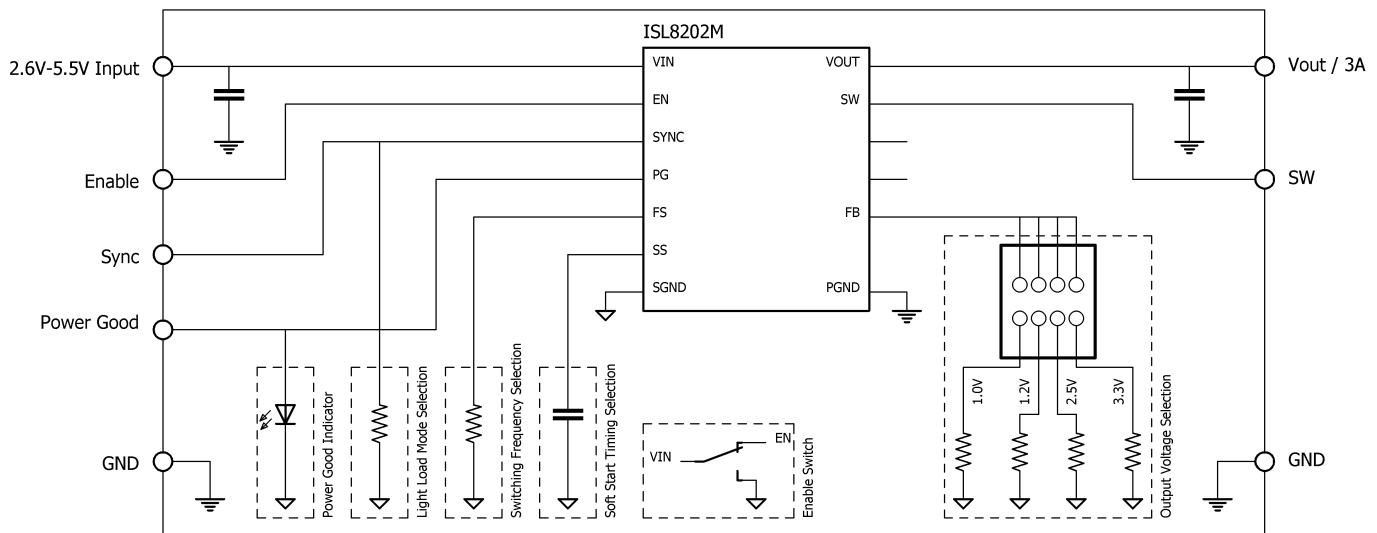 ISL8202M
2.6V-5.5V Input
VIN
VOUT
Vout / 3A
EN
SW
SYNC
Enable
PG
SW
FS
FB
Sync
SS
SGND
PGND
Power Good
Power Good Indicator
Light Load Mode Selection
Switching Frequency Selection
Soft Start Timing Selection
VIN
EN
Enable Switch
1.0V
1.2V
2.5V
3.3V
Output Voltage Selection
GND
GND